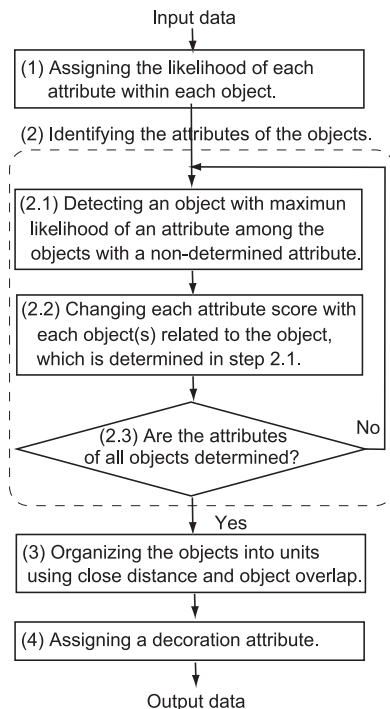 Input data
(1) Assigning the likelihood of each
attribute within each object.
(2) Identifying the attributes of the objects.
(2.1) Detecting an object with maximun
likelihood of an attribute among the
objects with a non-determined attribute.
(2.2) Changing each attribute score with
each object(s) related to the object,
which is determined in step 2.1.
No
(2.3) Are the attributes
of all objects determined?
Yes
(3) Organizing the objects into units
using close distance and object overlap.
(4) Assigning a decoration attribute.
Output data